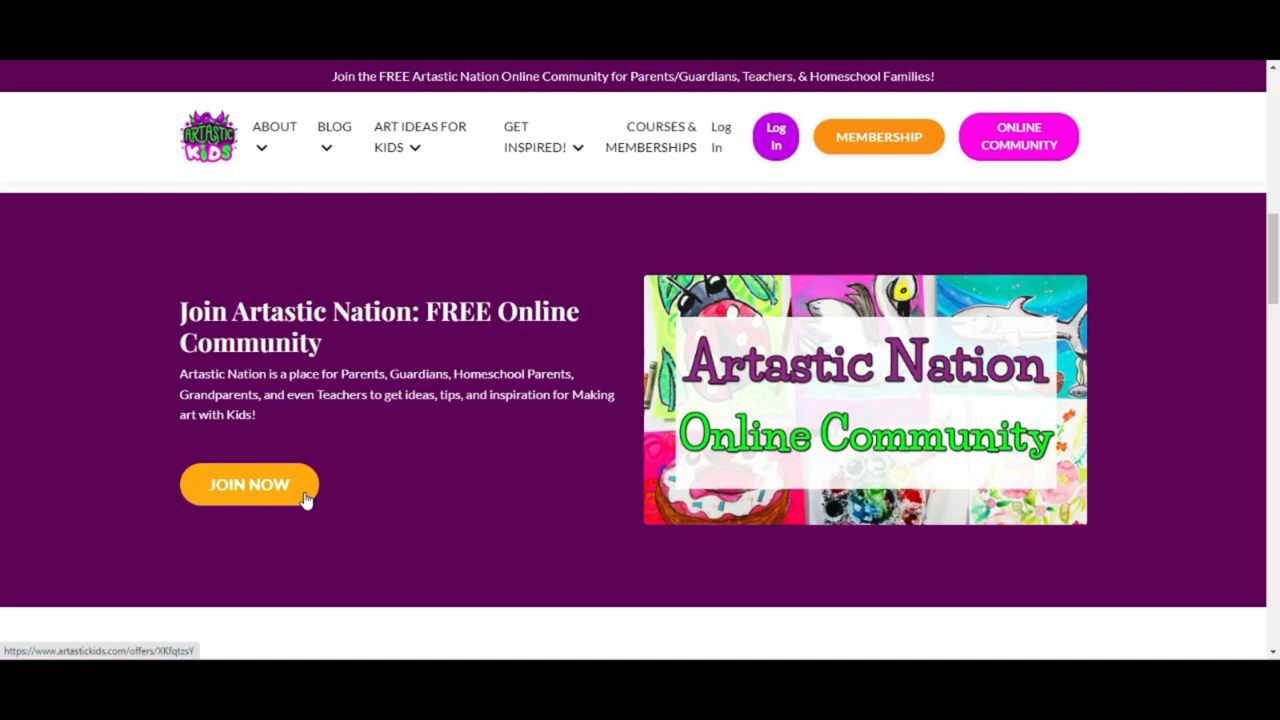 Join the FREE Artastic Nation Online Community for Parents/Guardians, Teachers, & Homeschool Families!
ARTASTIC
KiDS
ABOUT
BLOG
ART IDEAS FOR
KIDS
GET
INSPIRED!
COURSES &
MEMBERSHIPS
Log
In
Log
In
MEMBERSHIP
ONLINE
COMMUNITY
Join Artastic Nation: FREE Online
Community
Artastic Nation is a place for Parents, Guardians, Homeschool Parents,
Grandparents, and even Teachers to get ideas, tips, and inspiration for Making
art with Kids!
JOIN NOW
Artastic Nation
Online Community
https://www.artastickids.com/offers/XKfqtzsY